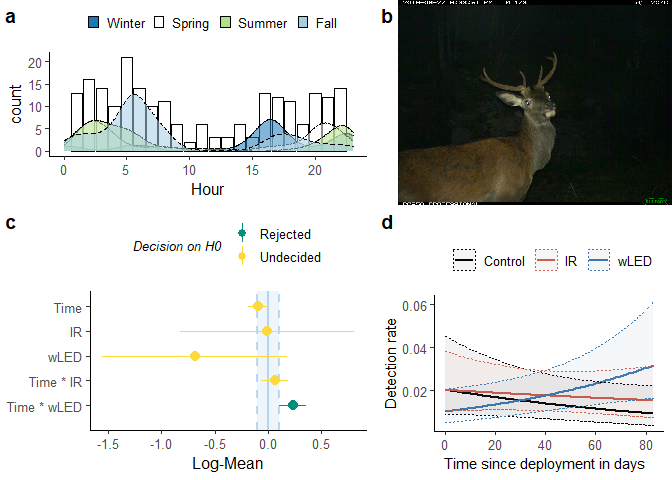 a
Winter Spring Summer Fall
count
20
15
10
5
0
0 5 10 15 20
Hour
b
c
Decision on H0
Rejected
Undecided
Time
IR
wLED
Time * IR
Time * wLED
-1.5 -1.0 -0.5 0.0 0.5
Log-Mean
d
Control IR wLED
Detection rate
0.06
0.04
0.02
0 20 40 60 80
Time since deployment in days